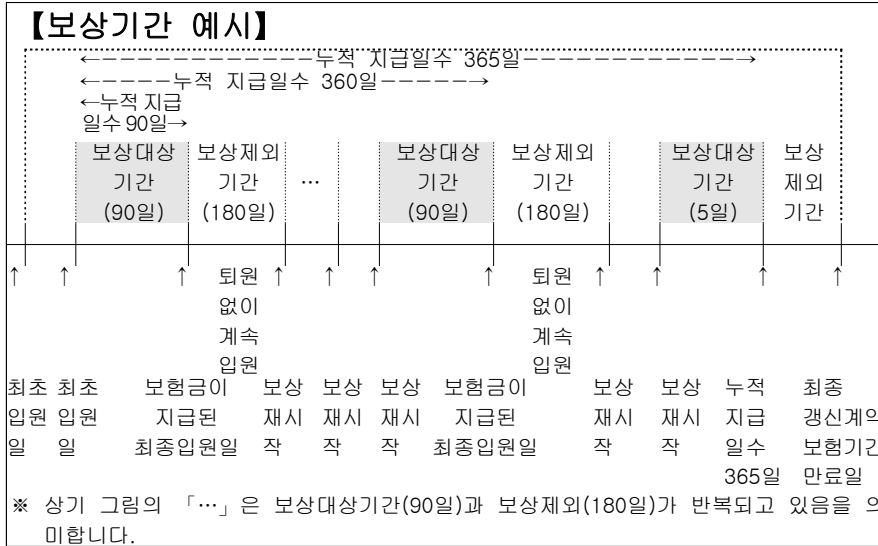 【보상기간 예시】
←────────────누적 지급일수 365일────────────→
←─────누적 지급일수 360일─────→
←누적 지급
일수 90일→
보상대상 보상제외 보상대상 보상제외 보상대상 보상
기간 기간 … 기간 기간 기간 제외
(90일) (180일) (90일) (180일) (5일) 기간
↑ ↑ ↑ 퇴원 ↑ ↑ ↑ ↑ 퇴원 ↑ ↑ ↑ ↑
없이 없이
계속 계속
입원 입원
최초 최초 보험금이 보상 보상 보상 보험금이 보상 보상 누적 최종
입원 입원 지급된 재시 재시 재시 지급된 재시 재시 지급 갱신계약
일 일 최종입원일 작 작 작 최종입원일 작 작 일수 보험기간
365일 만료일
※ 상기 그림의 「…」은 보상대상기간(90일)과 보상제외(180일)가 반복되고 있음을 의
미합니다.